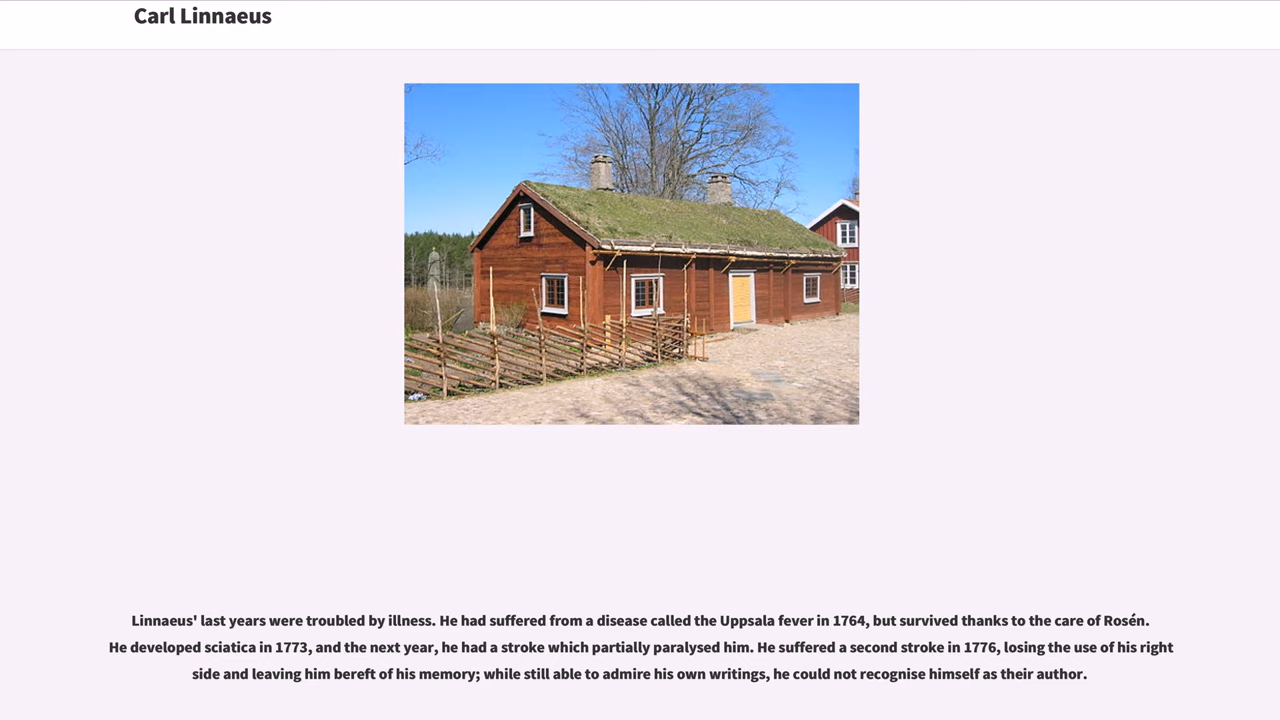 Carl Linnaeus
Linnaeus' last years were troubled by illness. He had suffered from a disease called the Uppsala fever in 1764, but survived thanks to the care of Rosén.
He developed sciatica in 1773, and the next year, he had a stroke which partially paralysed him. He suffered a second stroke in 1776, losing the use of his right
side and leaving him bereft of his memory; while still able to admire his own writings, he could not recognise himself as their author.